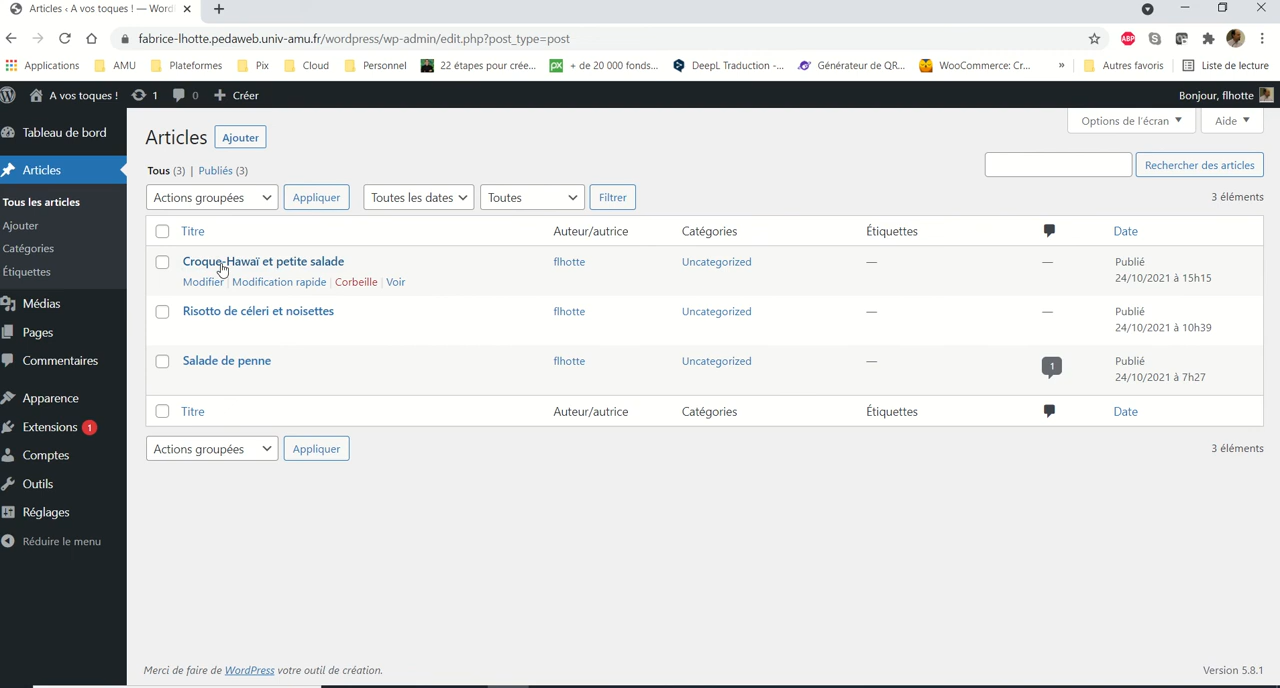 Articles ‹ A vos toques ! — Word
fabrice-lhotte.pedaweb.univ-amu.fr/wordpress/wp-admin/edit.php?post_type=post
ABP
Applications AMU Plateformes Pix Cloud Personnel 22 étapes pour crée... px + de 20 000 fonds... DeepL Traduction -... Générateur de QR... WooCommerce: Cr... » Autres favoris Liste de lecture
A vos toques ! 1 0 + Créer Bonjour, flhotte
Tableau de bord
Articles
Tous les articles
Ajouter
Catégories
Étiquettes
Médias
Pages
Commentaires
Apparence
Extensions 1
Comptes
Outils
Réglages
Réduire le menu
Options de l'écran ▼ Aide ▼
Articles Ajouter
Tous (3) | Publiés (3)
Rechercher des articles
Actions groupées Appliquer Toutes les dates Toutes Filtrer 3 éléments
Titre Auteur/autrice Catégories Étiquettes Date
Croque-Hawaï et petite salade flhotte Uncategorized — — Publié
24/10/2021 à 15h15
Modifier | Modification rapide | Corbeille | Voir
Risotto de céleri et noisettes flhotte Uncategorized — — Publié
24/10/2021 à 10h39
Salade de penne flhotte Uncategorized — 1 Publié
24/10/2021 à 7h27
Titre Auteur/autrice Catégories Étiquettes Date
Actions groupées Appliquer 3 éléments
Merci de faire de WordPress votre outil de création. Version 5.8.1